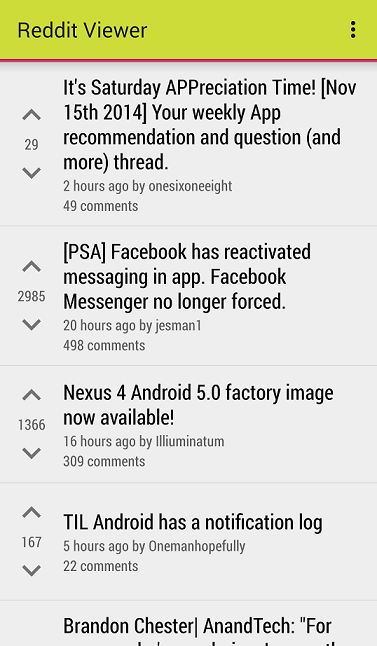 Reddit Viewer
It's Saturday APPreciation Time! [Nov
15th 2014] Your weekly App
recommendation and question (and
more) thread.
29
2 hours ago by onesixoneeight
49 comments
[PSA] Facebook has reactivated
messaging in app. Facebook
Messenger no longer forced.
2985
20 hours ago by jesman1
498 comments
Nexus 4 Android 5.0 factory image
now available!
1366
16 hours ago by Illiuminatum
309 comments
TIL Android has a notification log
167
5 hours ago by Onemanhopefully
22 comments
Brandon Chester| AnandTech: "For